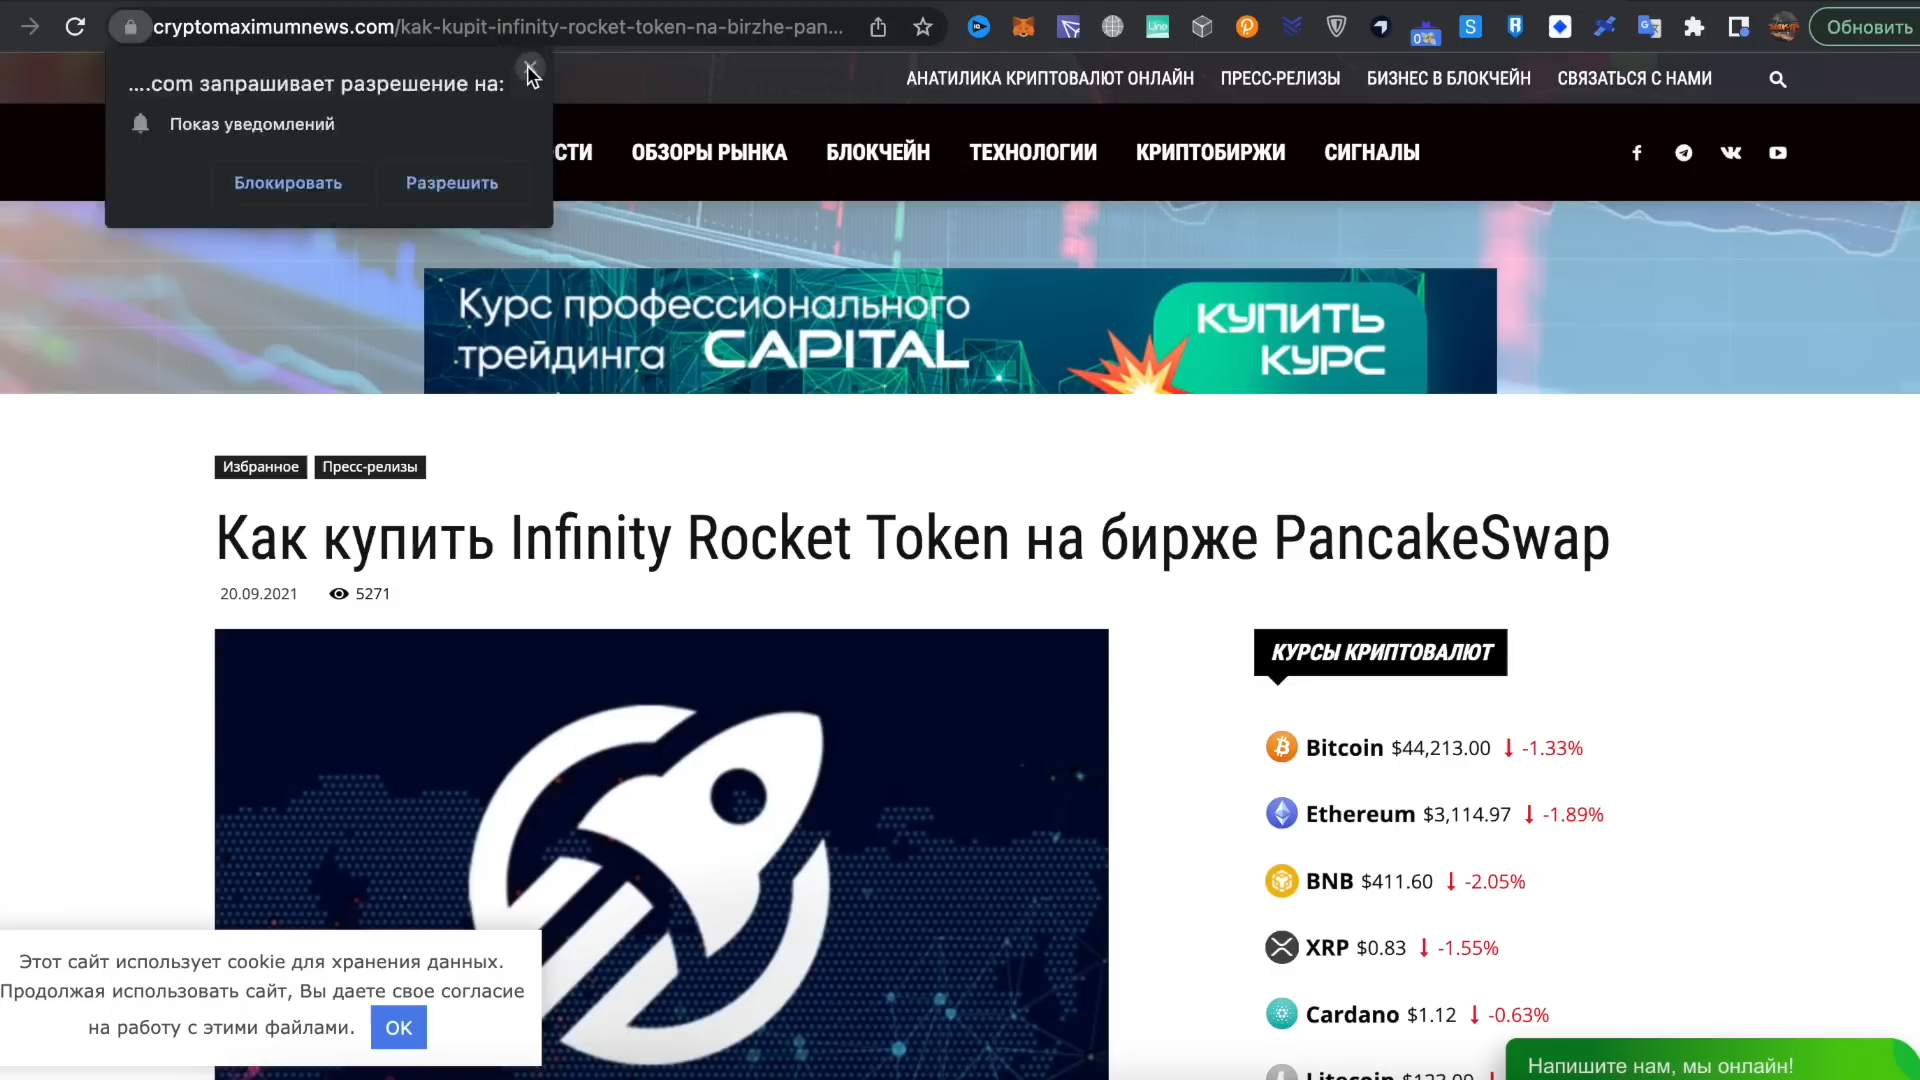 cryptomaximumnews.com/kak-kupit-infinity-rocket-token-na-birzhe-pan...
Обновить
....com запрашивает разрешение на:
Показ уведомлений
Блокировать
Разрешить
АНАТИЛИКА КРИПТОВАЛЮТ ОНЛАЙН
ПРЕСС-РЕЛИЗЫ
БИЗНЕС В БЛОКЧЕЙН
СВЯЗАТЬСЯ С НАМИ
СТИ
ОБЗОРЫ РЫНКА
БЛОКЧЕЙН
ТЕХНОЛОГИИ
КРИПТОБИРЖИ
СИГНАЛЫ
Курс профессионального
трейдинга CAPITAL
КУПИТЬ
КУРС
Избранное
Пресс-релизы
Как купить Infinity Rocket Token на бирже PancakeSwap
20.09.2021
5271
КУРСЫ КРИПТОВАЛЮТ
Bitcoin $44,213.00 -1.33%
Ethereum $3,114.97 -1.89%
BNB $411.60 -2.05%
XRP $0.83 -1.55%
Cardano $1.12 -0.63%
Litecoin $123.00
Этот сайт использует cookie для хранения данных.
Продолжая использовать сайт, Вы даете свое согласие
на работу с этими файлами.
OK
Напишите нам, мы онлайн!